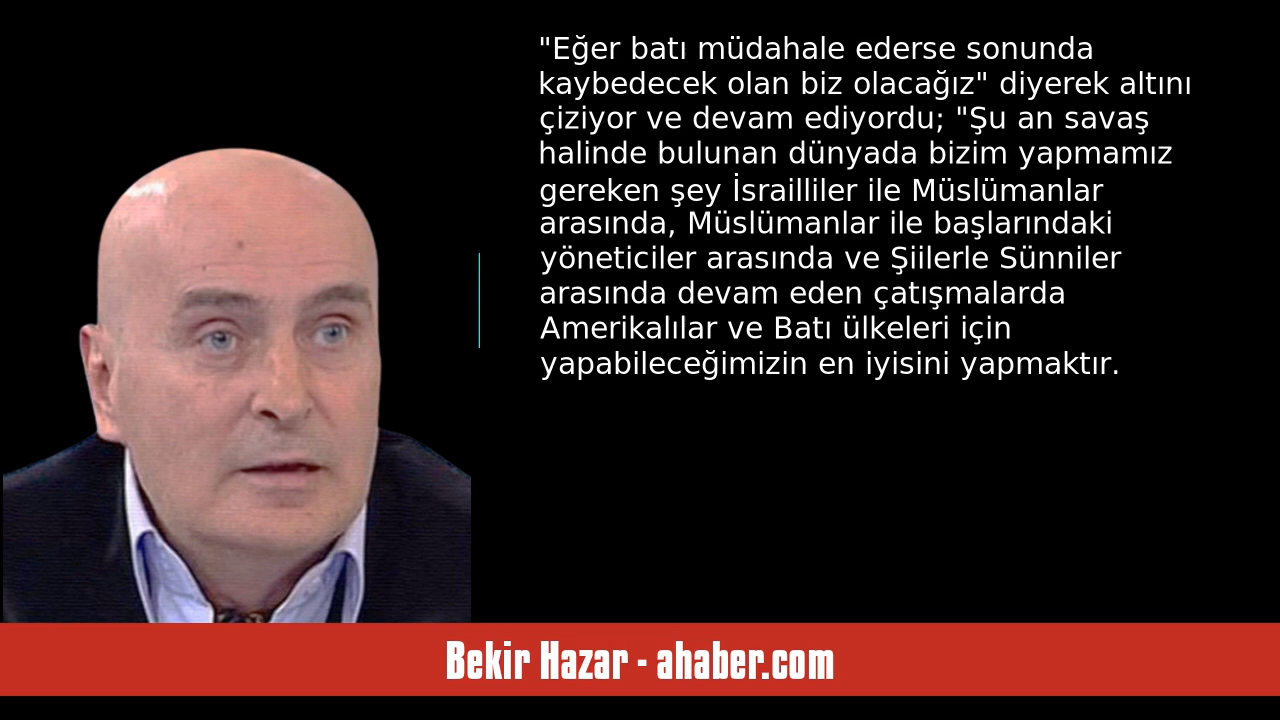 "Eğer batı müdahale ederse sonunda
kaybedecek olan biz olacağız" diyerek altını
çiziyor ve devam ediyordu; "Şu an savaş
halinde bulunan dünyada bizim yapmamız
gereken şey İsrailliler ile Müslümanlar
arasında, Müslümanlar ile başlarındaki
yöneticiler arasında ve Şiilerle Sünniler
arasında devam eden çatışmalarda
Amerikalılar ve Batı ülkeleri için
yapabileceğimizin en iyisini yapmaktır.
Bekir Hazar - ahaber.com